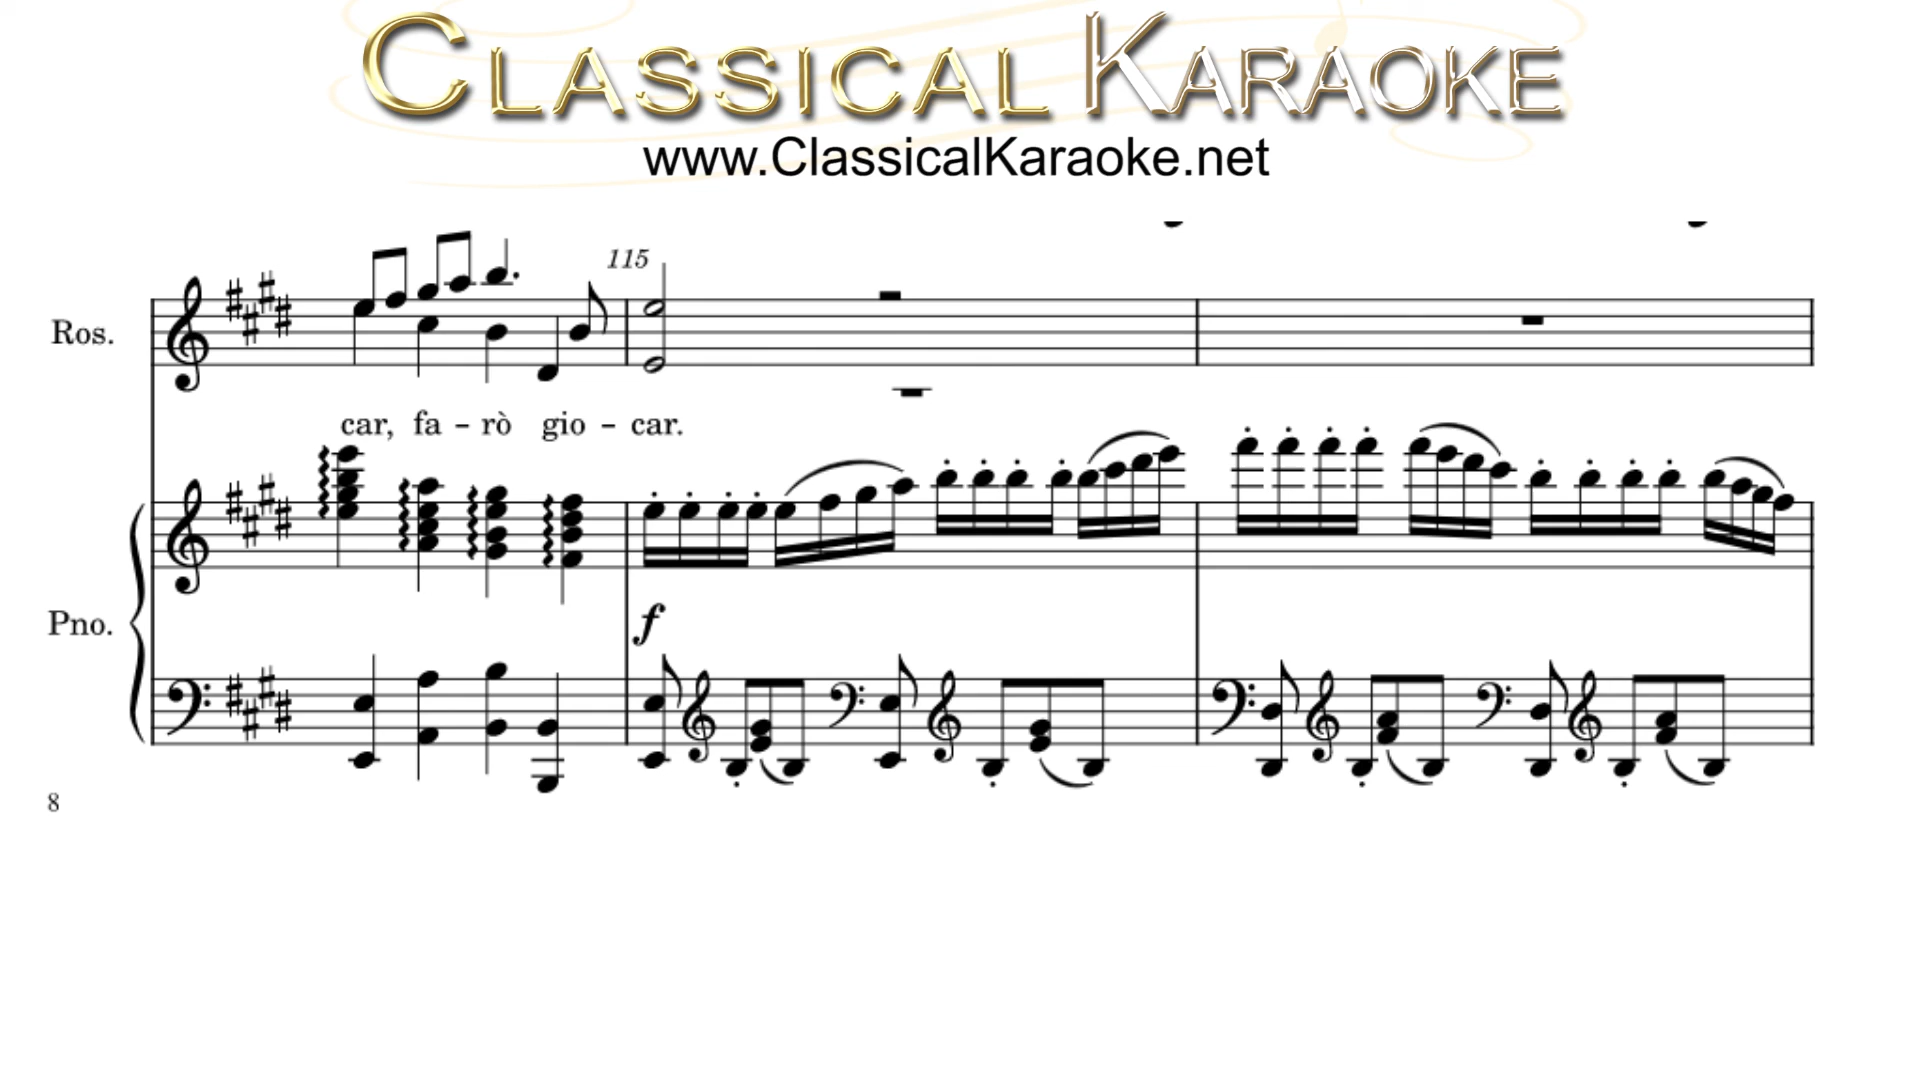 CLASSICAL KARAOKE
www.ClassicalKaraoke.net
115
Ros.
car, fa - rò gio - car.
f
Pno.
8